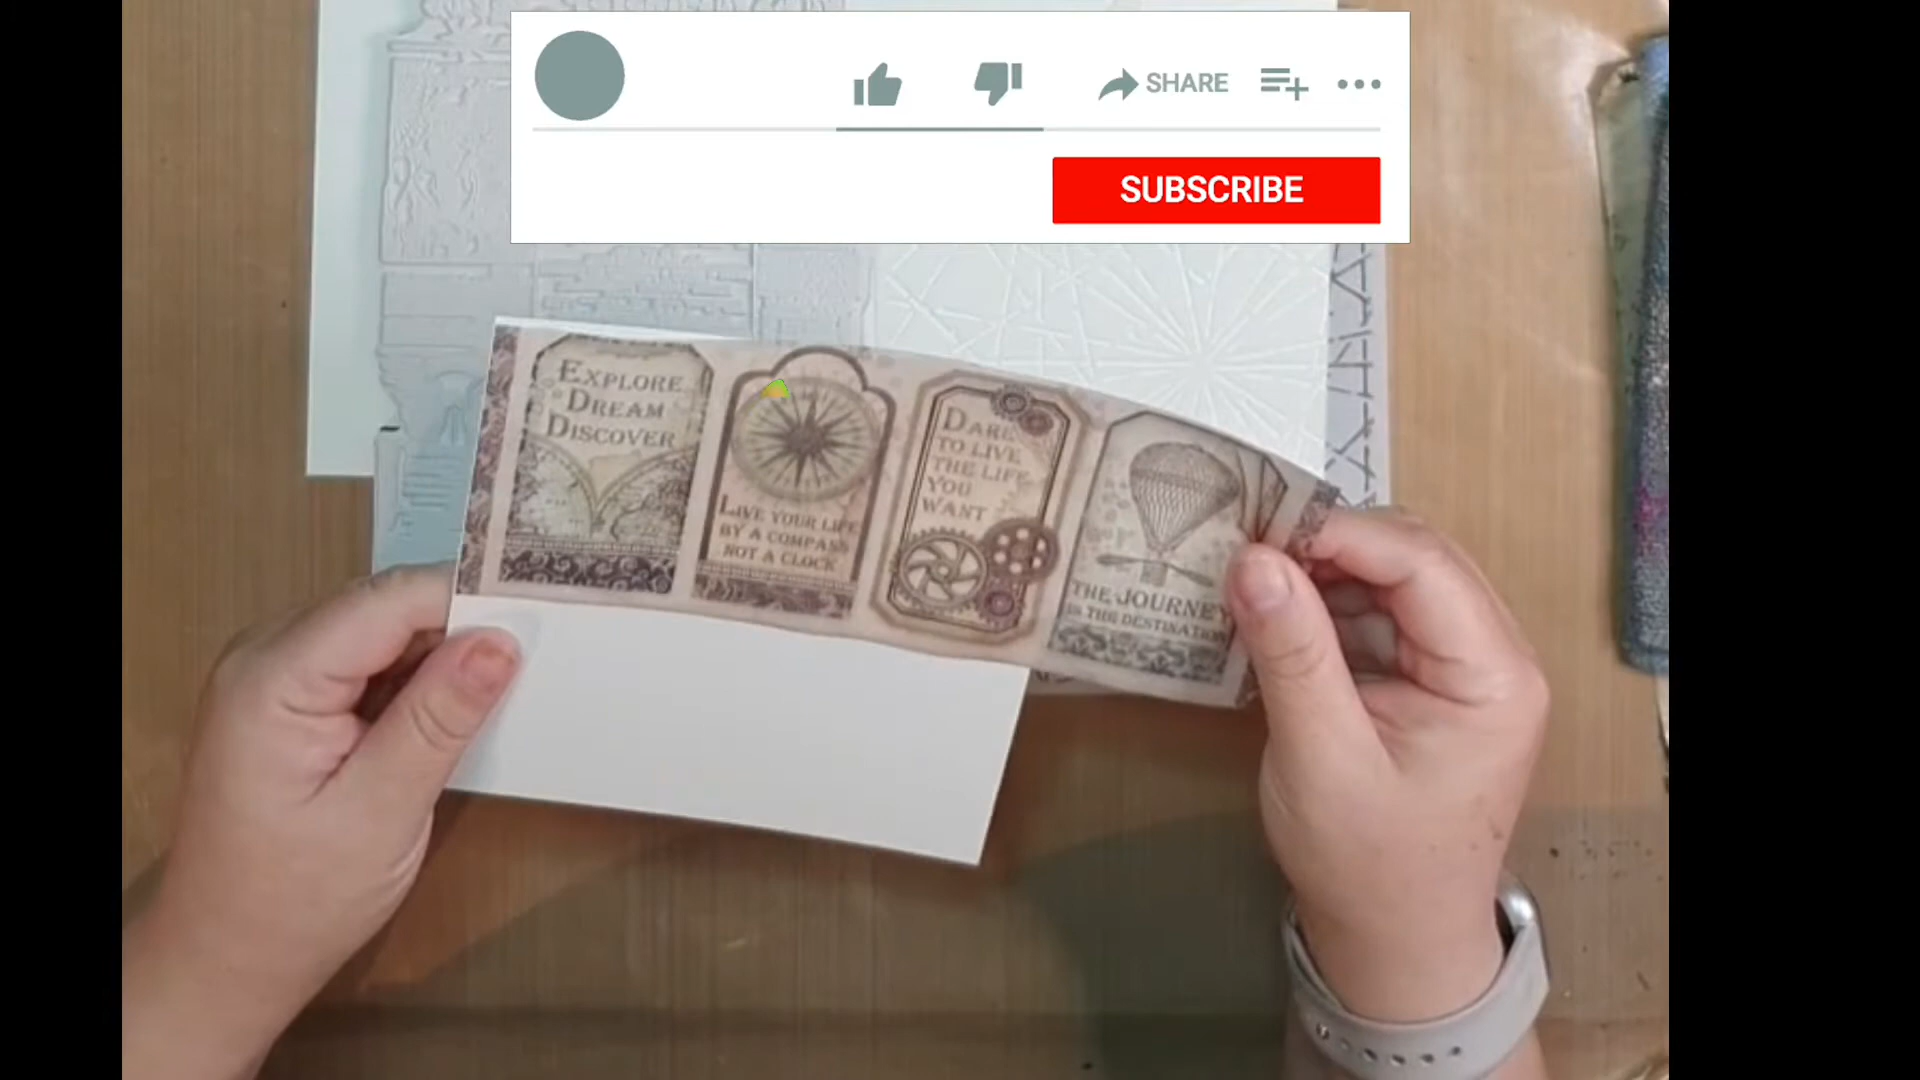 SHARE
SUBSCRIBE
EXPLORE
DREAM
DISCOVER
LIVE YOUR LIFE
BY A COMPASS
NOT A CLOCK
DARE
TO LIVE
THE LIFE
YOU
WANT
THE JOURNEY
IS THE DESTINATION